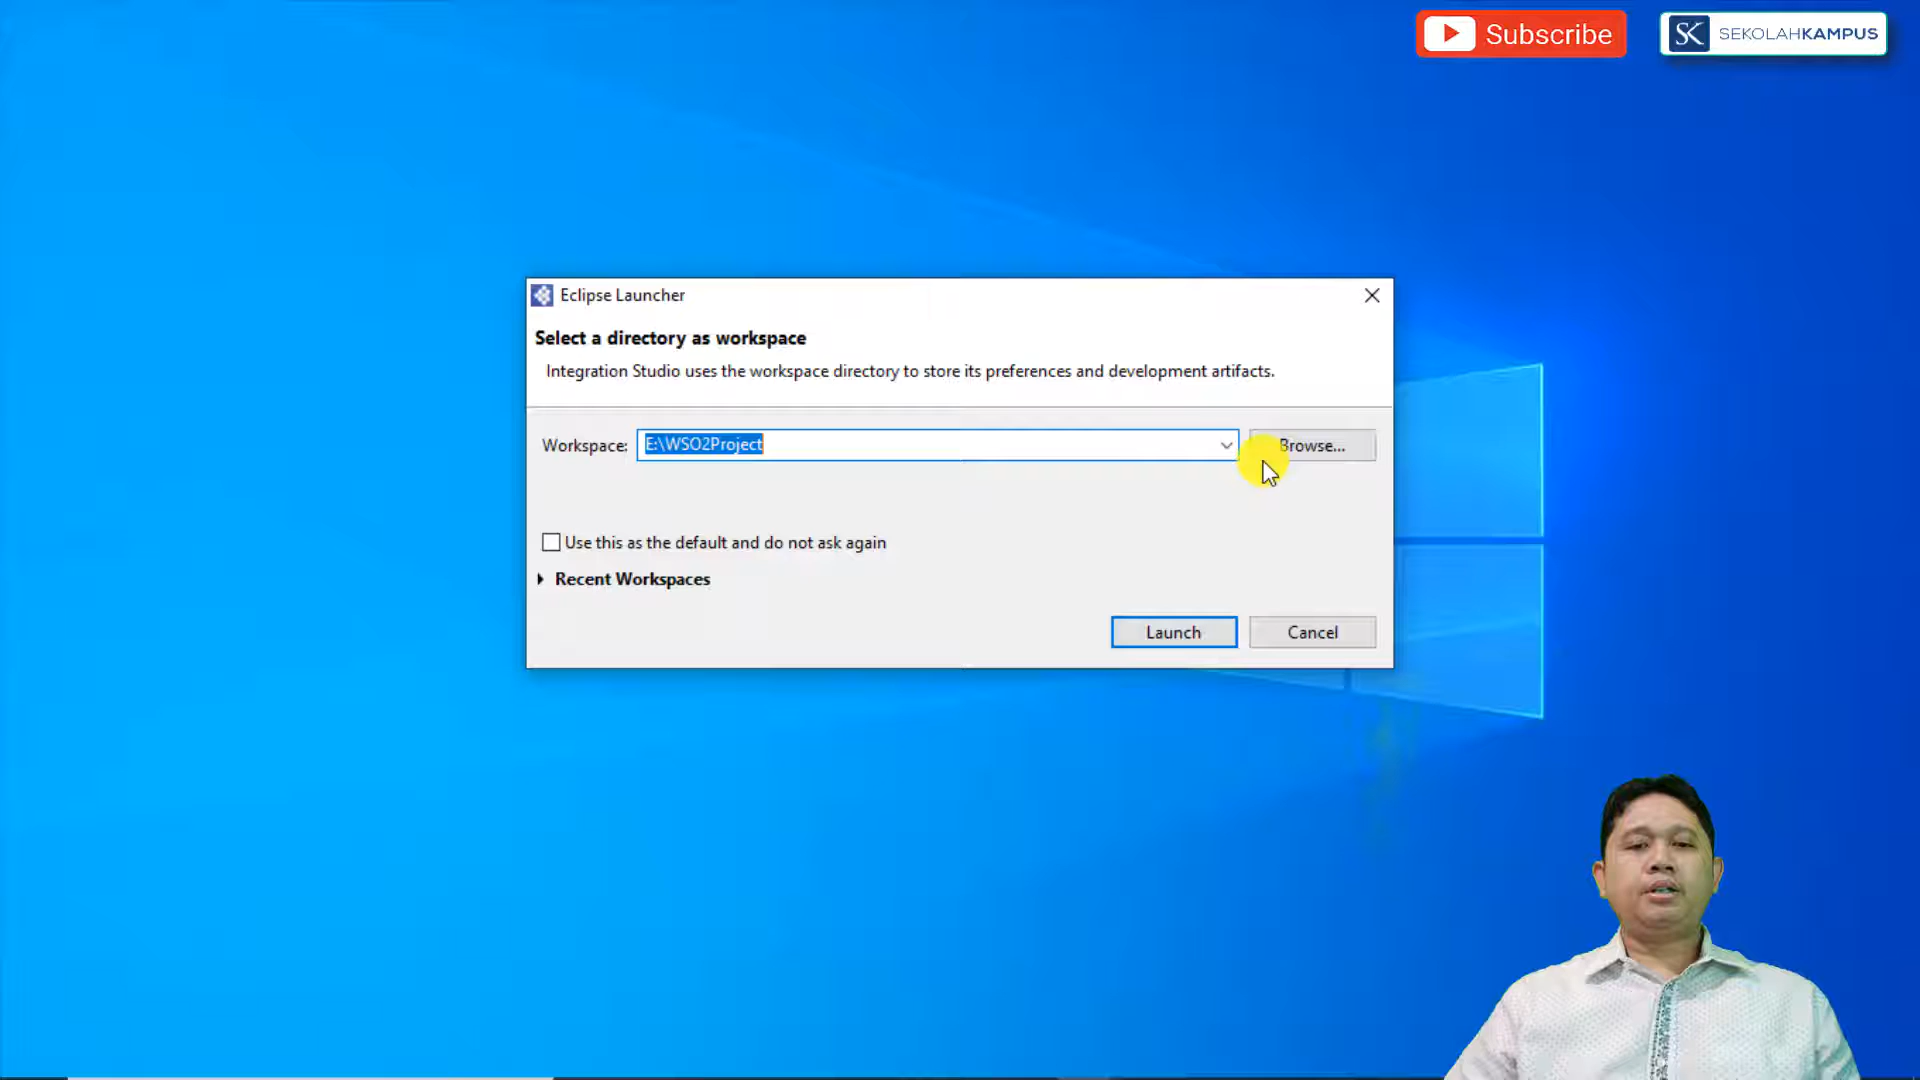 Subscribe
SK SEKOLAHKAMPUS
Eclipse Launcher
Select a directory as workspace
Integration Studio uses the workspace directory to store its preferences and development artifacts.
Workspace: E:\WSO2Project Browse...
Use this as the default and do not ask again
Recent Workspaces
Launch Cancel